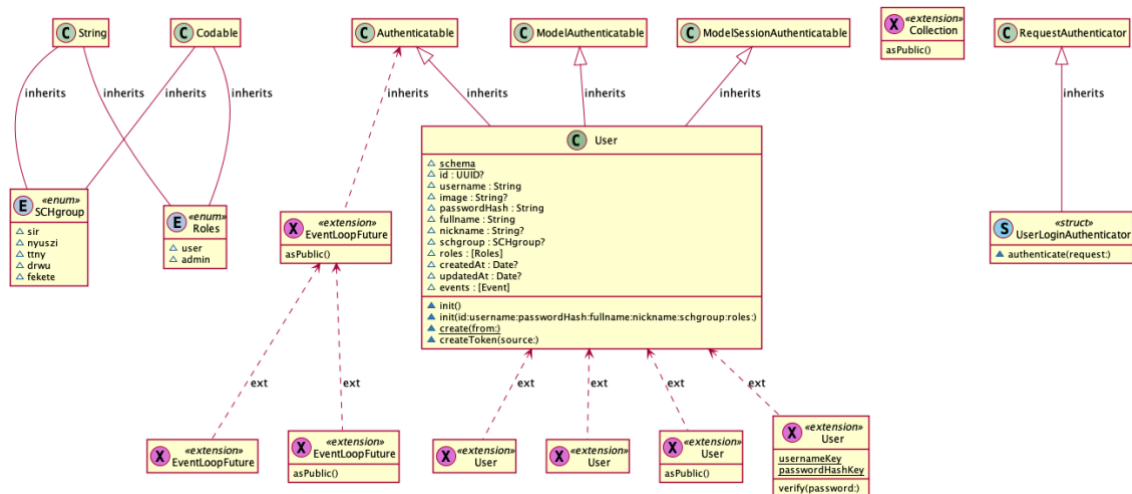 C String
C Codable
C Authenticatable
C ModelAuthenticatable
C ModelSessionAuthenticatable
X «extension»
Collection
asPublic()
C RequestAuthenticator
inherits
inherits
inherits
inherits
inherits
inherits
inherits
C User
schema
id : UUID?
username : String
image : String?
passwordHash : String
fullname : String
nickname : String?
schgroup : SCHgroup?
roles : [Roles]
createdAt : Date?
updatedAt : Date?
events : [Event]
init()
init(id:username:passwordHash:fullname:nickname:schgroup:roles:)
create(from:)
createToken(source:)
E «enum»
SCHgroup
sir
nyuszi
ttny
drwu
fekete
E «enum»
Roles
user
admin
X «extension»
EventLoopFuture
asPublic()
S «struct»
UserLoginAuthenticator
authenticate(request:)
ext
ext
ext
ext
ext
ext
X «extension»
EventLoopFuture
X «extension»
EventLoopFuture
asPublic()
X «extension»
User
X «extension»
User
X «extension»
User
asPublic()
X «extension»
User
usernameKey
passwordHashKey
verify(password:)